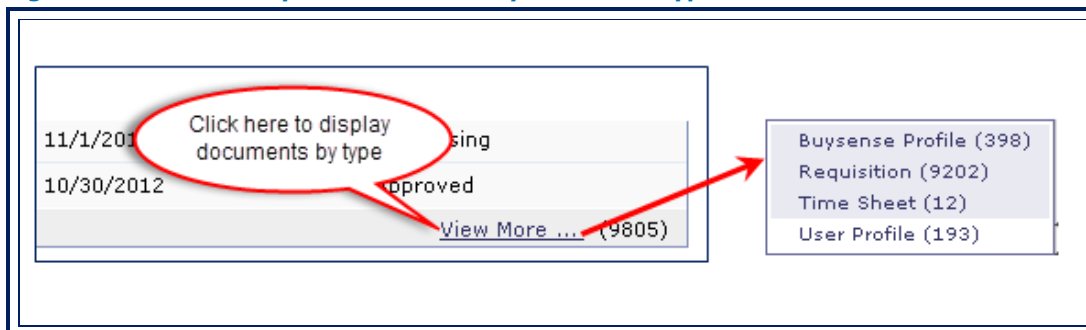 Click here to display
documents by type
11/1/201
sing
10/30/2012
pproved
View More ... (9805)
Buysense Profile (398)
Requisition (9202)
Time Sheet (12)
User Profile (193)